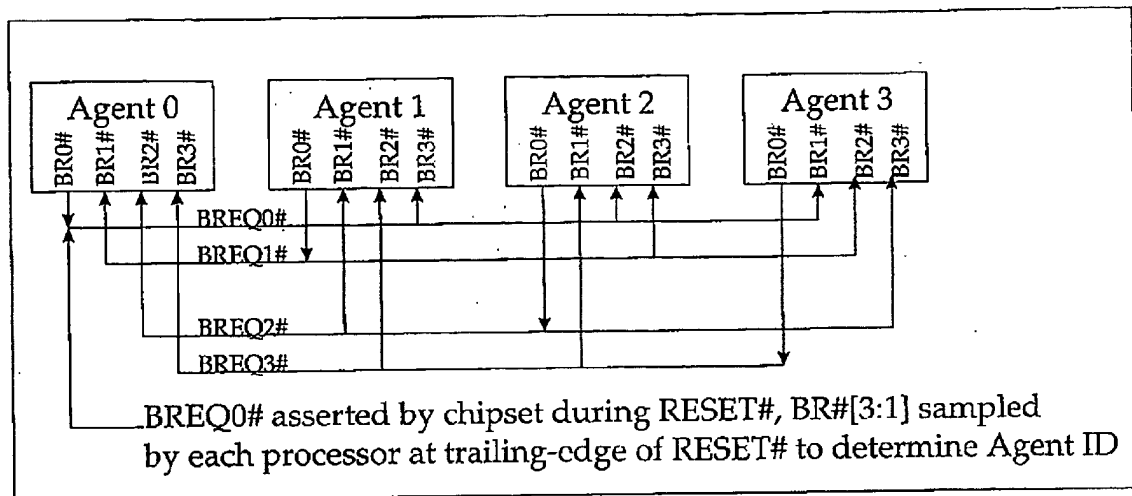 Agent 0
Agent 1
Agent 2
Agent 3
BR0#
BR1#
BR2#
BR3#
BR0#
BR1#
BR2#
BR3#
BR0#
BR1#
BR2#
BR3#
BR0#
BR1#
BR2#
BR3#
BREQ0#
BREQ1#
BREQ2#
BREQ3#
BREQ0# asserted by chipset during RESET#, BR#[3:1] sampled
by each processor at trailing-edge of RESET# to determine Agent ID